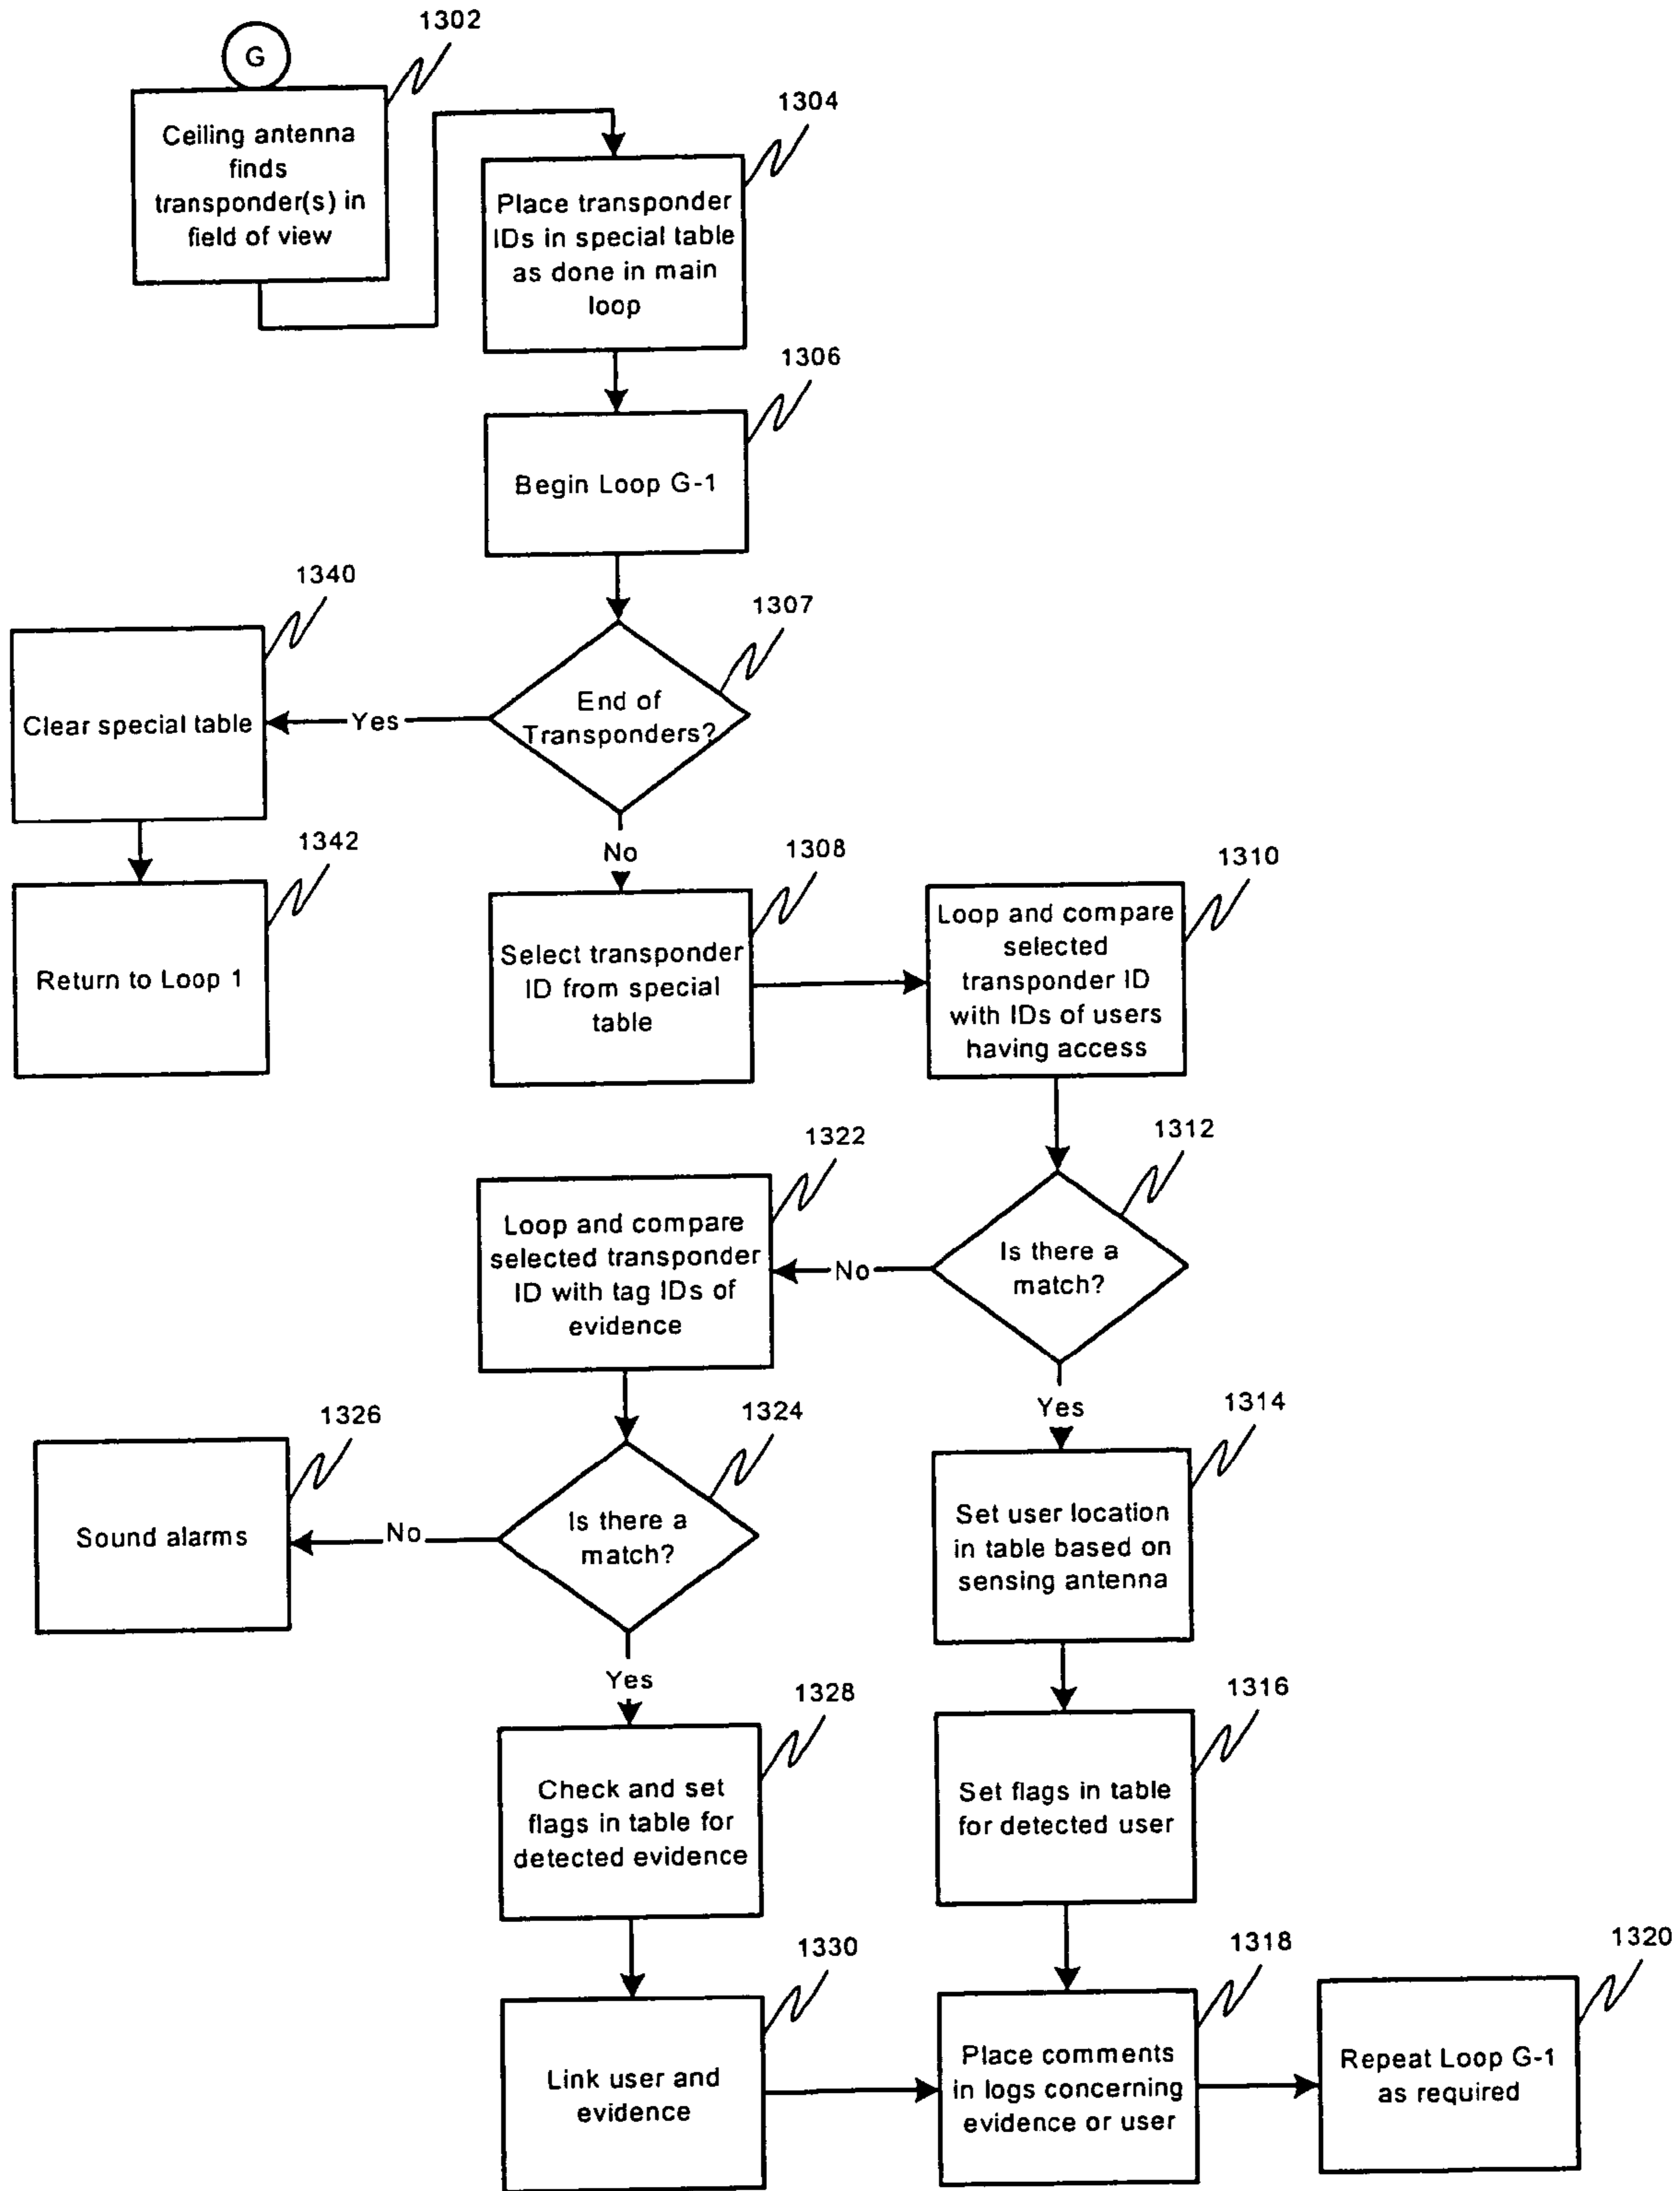 1302
G
Ceiling antenna
finds
transponder(s) in
field of view
1304
Place transponder
IDs in special table
as done in main
loop
1306
Begin Loop G-1
1307
End of
Transponders?
Yes
1340
Clear special table
1342
Return to Loop 1
No
1308
Select transponder
ID from special
table
1310
Loop and compare
selected
transponder ID
with IDs of users
having access
1312
Is there a
match?
No
1322
Loop and compare
selected transponder
ID with tag IDs of
evidence
1324
Is there a
match?
No
1326
Sound alarms
Yes
1314
Set user location
in table based on
sensing antenna
Yes
1328
Check and set
flags in table for
detected evidence
1316
Set flags in table
for detected user
1330
Link user and
evidence
1318
Place comments
in logs concerning
evidence or user
1320
Repeat Loop G-1
as required